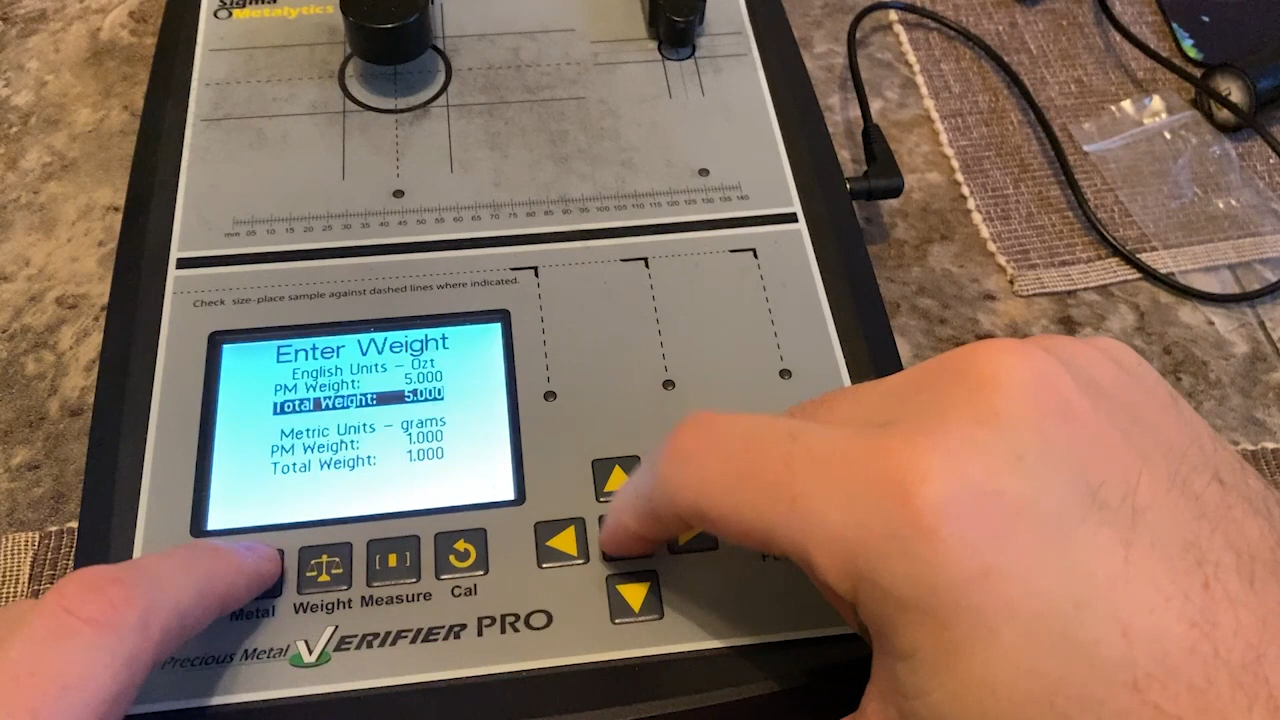 Sigma
Metalytics
mm 05 10 15 20 25 30 35 40 45 50 55 60 65 70 75 80 85 90 95 100 105 110 115 120 125 130 135 140
Check size-place sample against dashed lines where indicated.
Enter Weight
English Units - Ozt
PM Weight: 5.000
Total Weight: 5.000
Metric Units - grams
PM Weight: 1.000
Total Weight: 1.000
Metal Weight Measure Cal
Precious Metal VERIFIER PRO